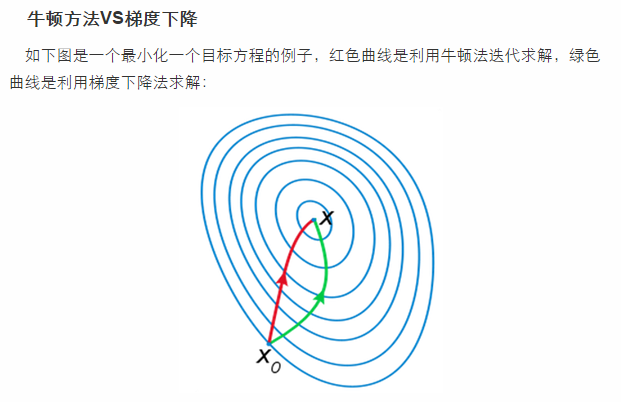 牛顿方法VS梯度下降
如下图是一个最小化一个目标方程的例子，红色曲线是利用牛顿法迭代求解，绿色
曲线是利用梯度下降法求解：
X
X0